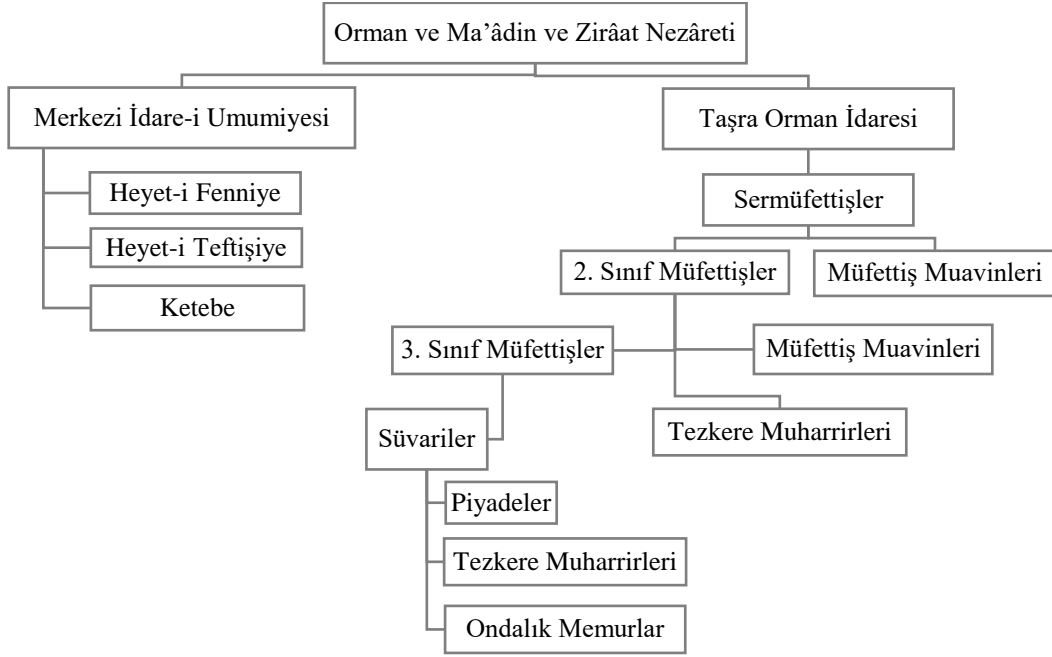 Orman ve Ma’âdin ve Zirâat Nezâreti
Merkezi İdare-i Umumiyesi
Heyet-i Fenniye
Heyet-i Teftişiye
Ketebe
Taşra Orman İdaresi
Sermüfettişler
2. Sınıf Müfettişler
Müfettiş Muavinleri
3. Sınıf Müfettişler
Müfettiş Muavinleri
Tezkere Muharrirleri
Süvariler
Piyadeler
Tezkere Muharrirleri
Ondalık Memurlar